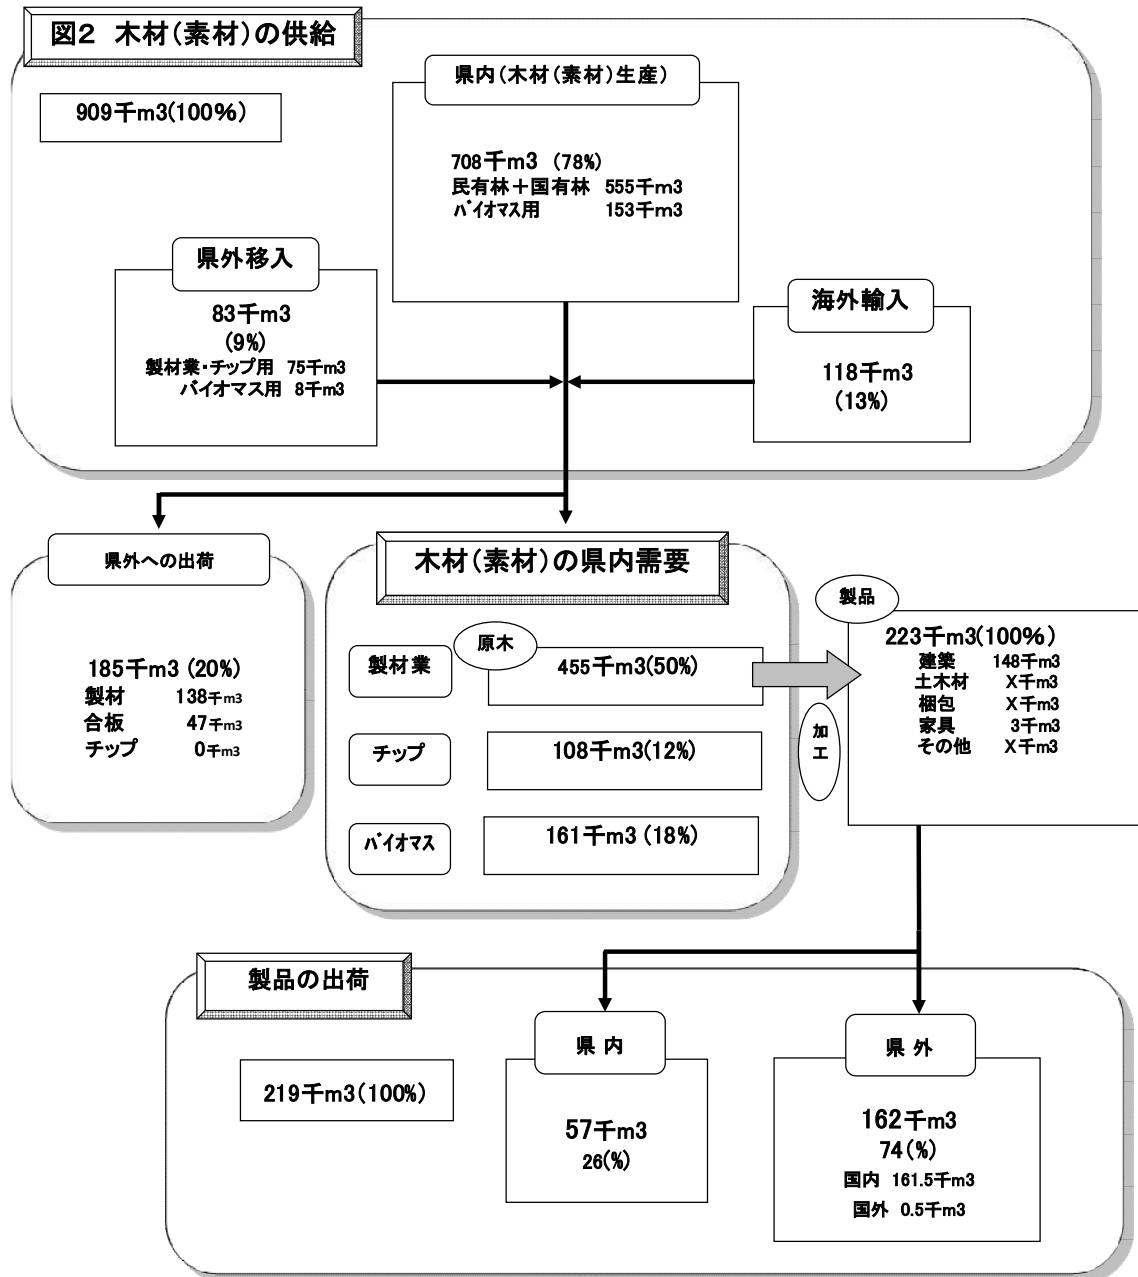 図2 木材(素材)の供給
909千m3(100%)
県内(木材(素材)生産)
708千m3 (78%)
民有林+国有林 555千m3
バイオマス用 153千m3
県外移入
83千m3
(9%)
製材業・チップ用 75千m3
バイオマス用 8千m3
海外輸入
118千m3
(13%)
県外への出荷
185千m3 (20%)
製材 138千m3
合板 47千m3
チップ 0千m3
木材(素材)の県内需要
原木
製材業
455千m3(50%)
チップ
108千m3(12%)
バイオマス
161千m3 (18%)
加工
製品
223千m3(100%)
建築 148千m3
土木材 X千m3
梱包 X千m3
家具 3千m3
その他 X千m3
製品の出荷
219千m3(100%)
県 内
57千m3
26(%)
県 外
162千m3
74(%)
国内 161.5千m3
国外 0.5千m3